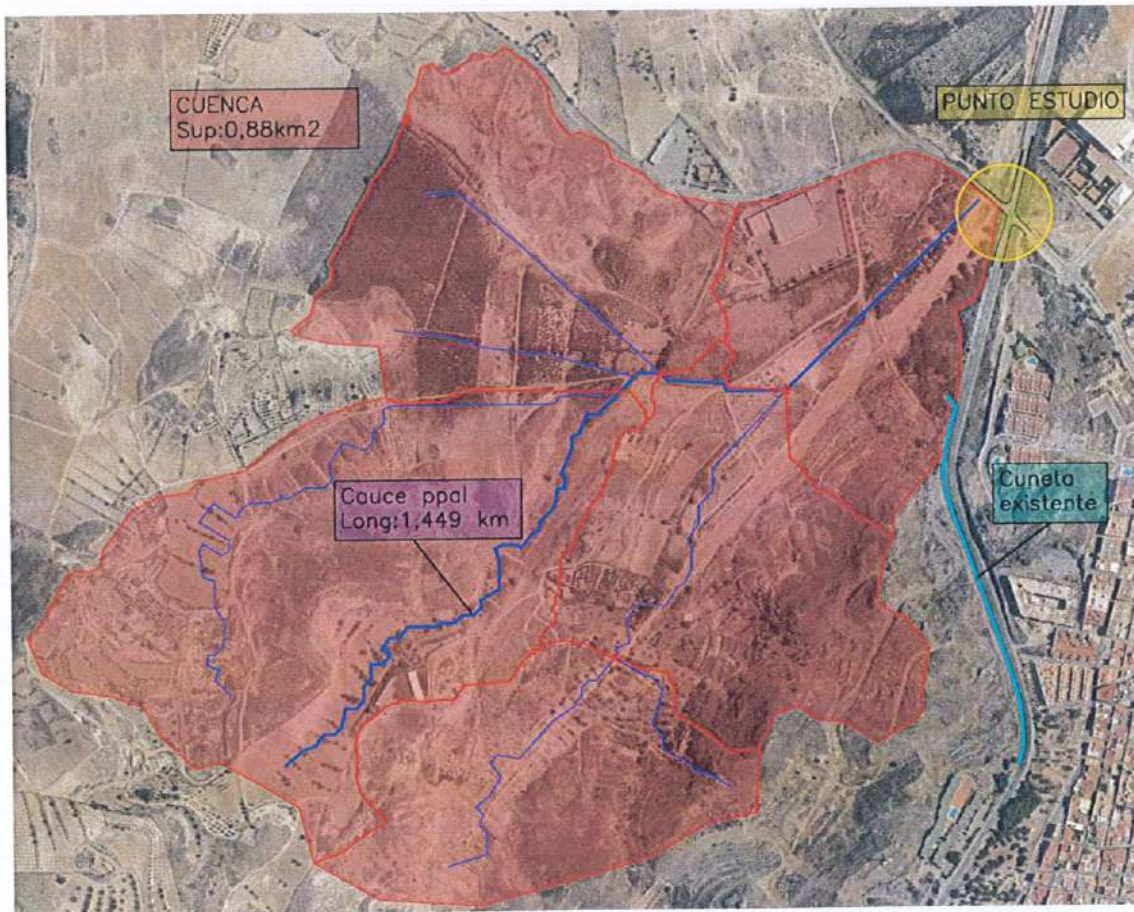 CUENCA
Sup:0,88km2
PUNTO ESTUDIO
Cauce ppal
Long:1,449 km
Cuneta
existente